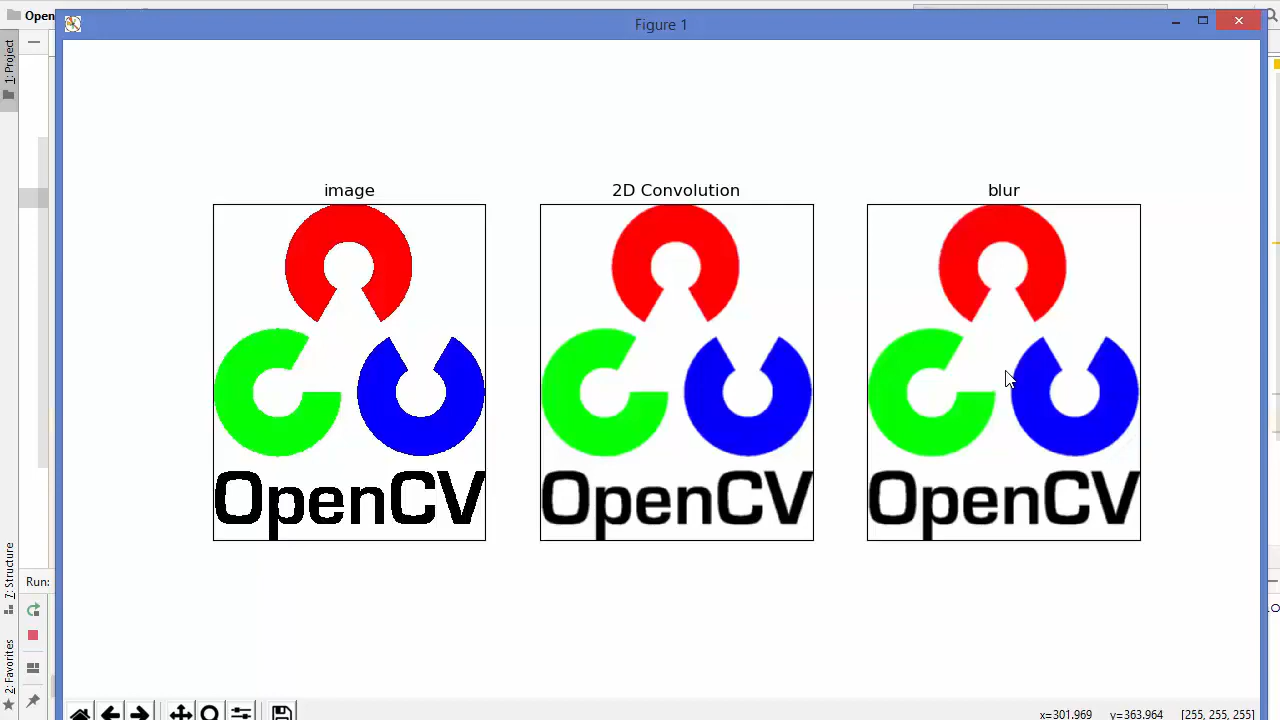 Open
Figure 1
1: Project
image
2D Convolution
blur
OpenCV
OpenCV
OpenCV
7: Structure
Run:
2: Favorites
x=301.969 y=363.964 [255, 255, 255]